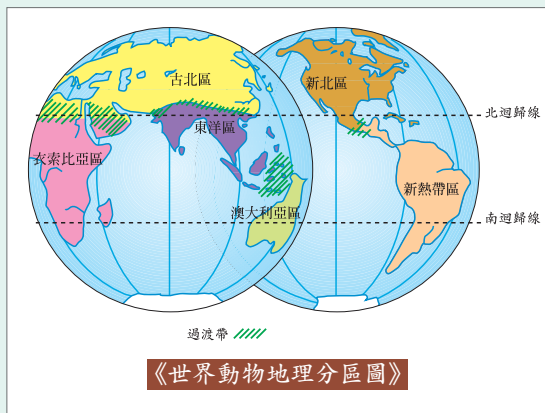 古北區
新北區
北迴歸線
東洋區
衣索比亞區
新熱帶區
澳大利亞區
南迴歸線
過渡帶
《世界動物地理分區圖》